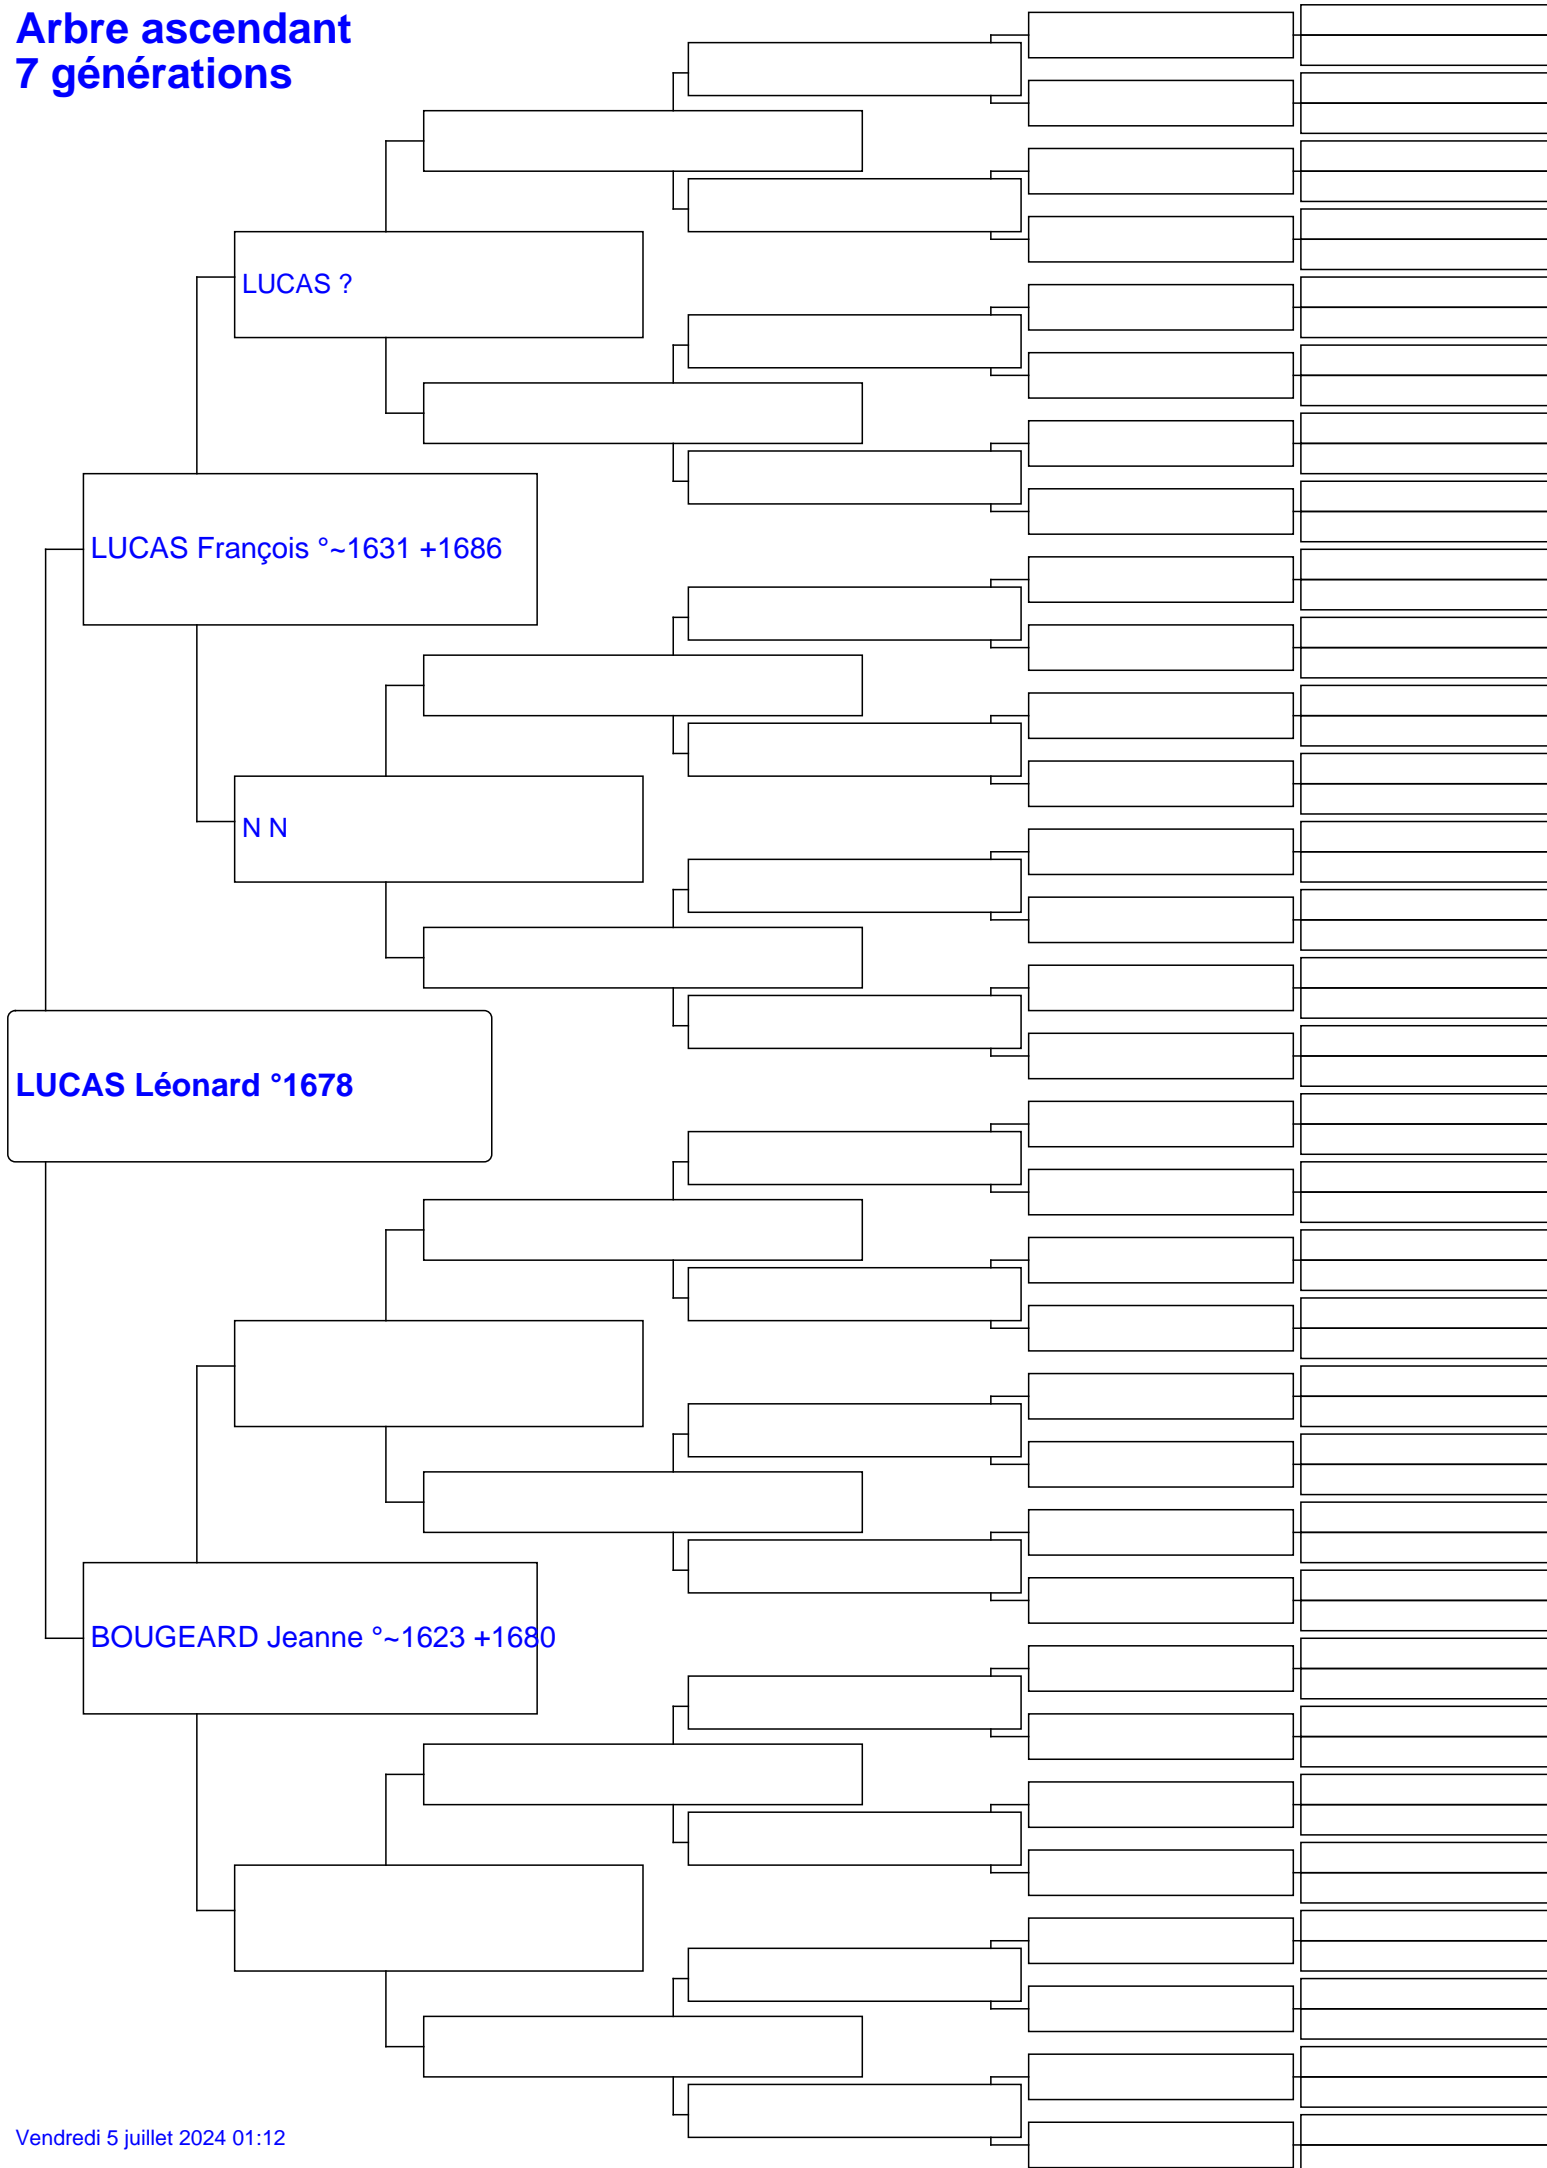 Arbre ascendant
7 générations
LUCAS ?
LUCAS François °~1631 +1686
N N
LUCAS Léonard °1678
BOUGEARD Jeanne °~1623 +1680
Vendredi 5 juillet 2024 01:12